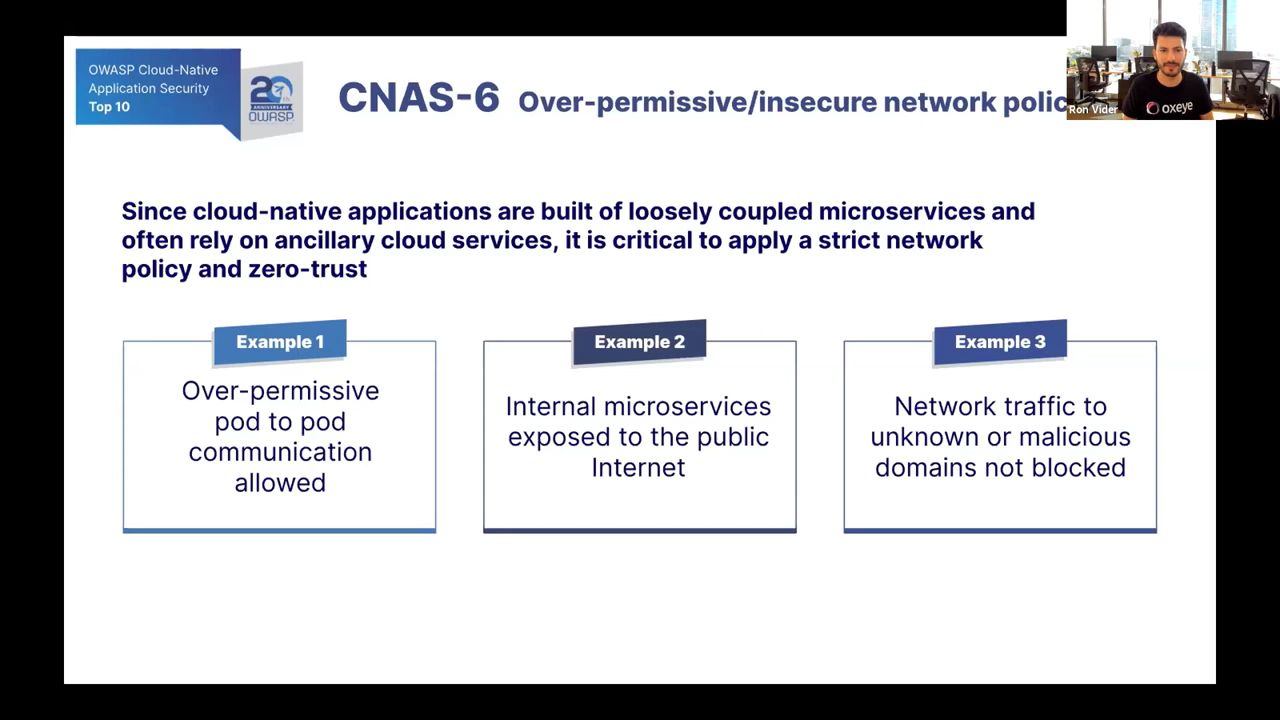 OWASP Cloud-Native
Application Security
Top 10
20th
ANNIVERSARY
OWASP
CNAS-6 Over-permissive/insecure network polic
Ron Vider
oxeye
Since cloud-native applications are built of loosely coupled microservices and
often rely on ancillary cloud services, it is critical to apply a strict network
policy and zero-trust
Example 1
Over-permissive
pod to pod
communication
allowed
Example 2
Internal microservices
exposed to the public
Internet
Example 3
Network traffic to
unknown or malicious
domains not blocked